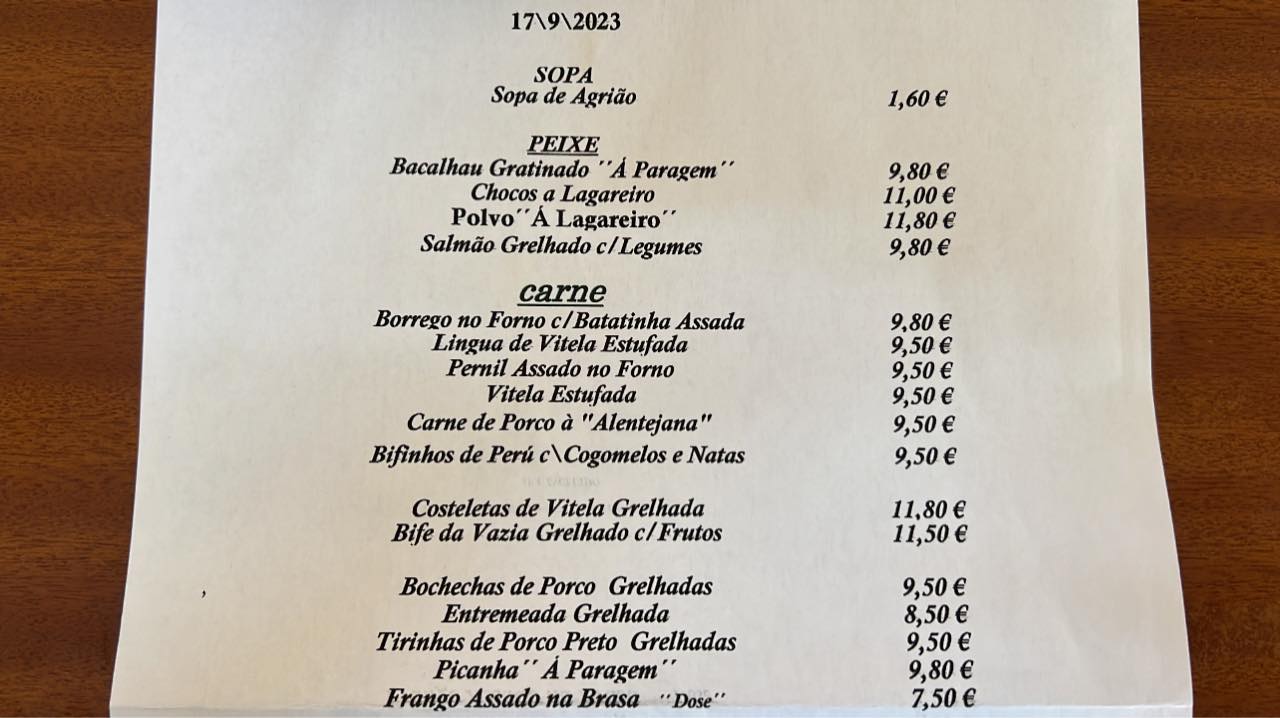 17\9\2023
SOPA
Sopa de Agrião 1,60 €
PEIXE
Bacalhau Gratinado ´´Á Paragem´´ 9,80 €
Chocos a Lagareiro 11,00 €
Polvo´´Á Lagareiro´´ 11,80 €
Salmão Grelhado c/Legumes 9,80 €
carne
Borrego no Forno c/Batatinha Assada 9,80 €
Lingua de Vitela Estufada 9,50 €
Pernil Assado no Forno 9,50 €
Vitela Estufada 9,50 €
Carne de Porco à "Alentejana" 9,50 €
Bifinhos de Perú c\Cogomelos e Natas 9,50 €
Costeletas de Vitela Grelhada 11,80 €
Bife da Vazia Grelhado c/Frutos 11,50 €
Bochechas de Porco Grelhadas 9,50 €
Entremeada Grelhada 8,50 €
Tirinhas de Porco Preto Grelhadas 9,50 €
Picanha´´ Á Paragem´´ 9,80 €
Frango Assado na Brasa ´´Dose´´ 7,50 €